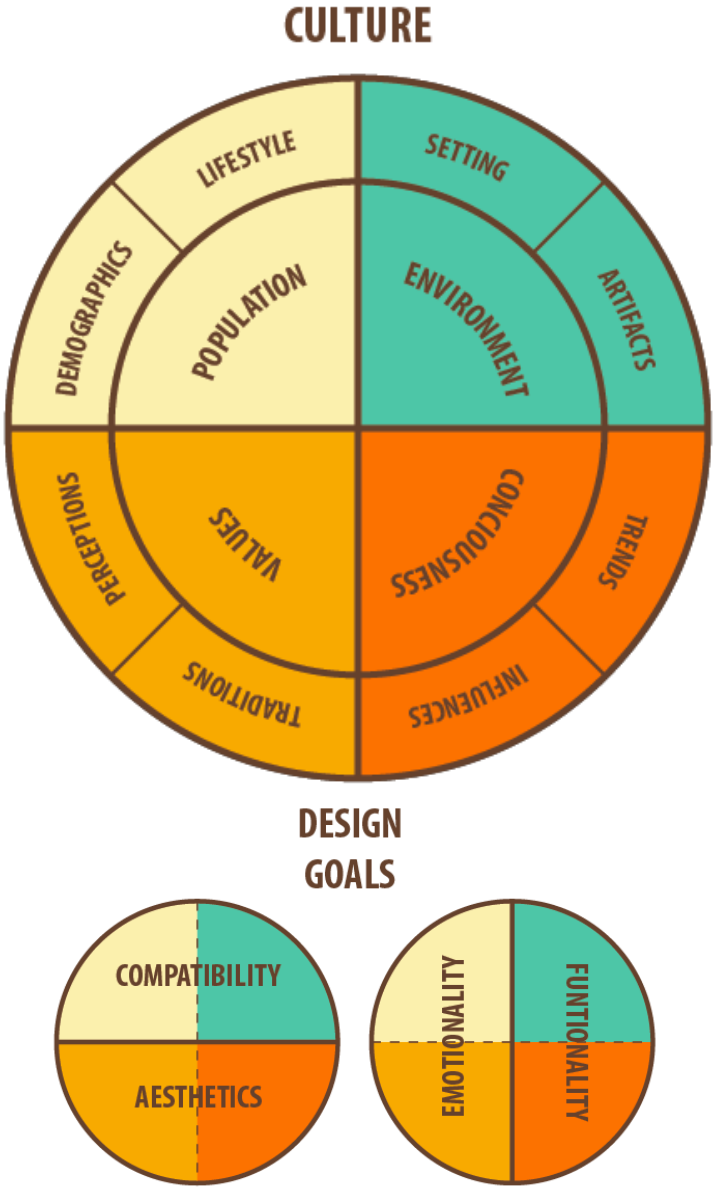 CULTURE
LIFESTYLE
SETTING
DEMOGRAPHICS
POPULATION
ENVIRONMENT
ARTIFACTS
PERCEPTIONS
VALUES
CONCIOUSNESS
TRENDS
TRADITIONS
INFLUENCES
DESIGN
GOALS
COMPATIBILITY
AESTHETICS
EMOTIONALITY
FUNTIONALITY